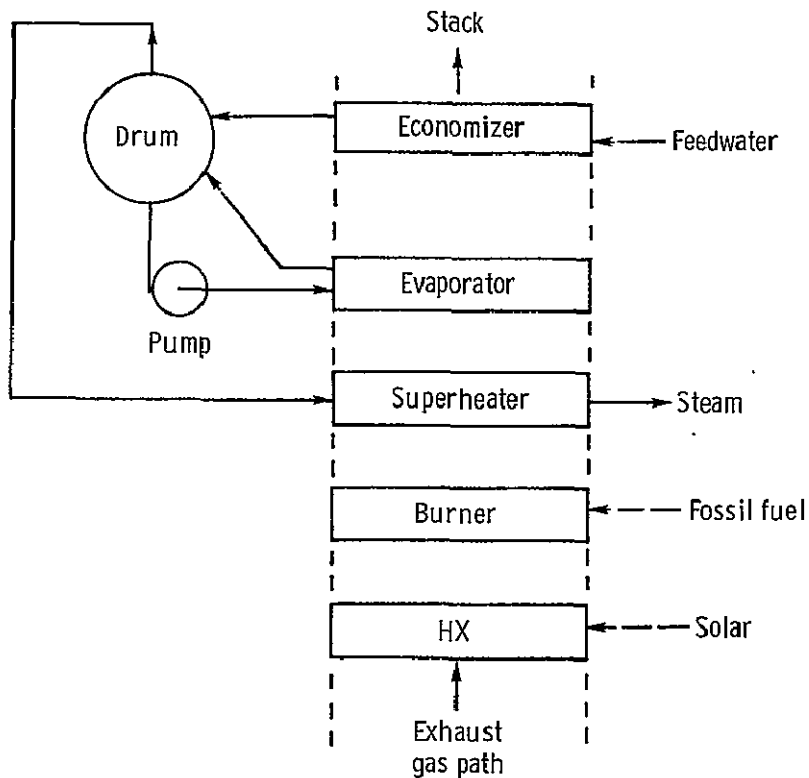 Stack
Drum
Economizer
Feedwater
Evaporator
Pump
Superheater
Steam
Burner
Fossil fuel
HX
Solar
Exhaust
gas path